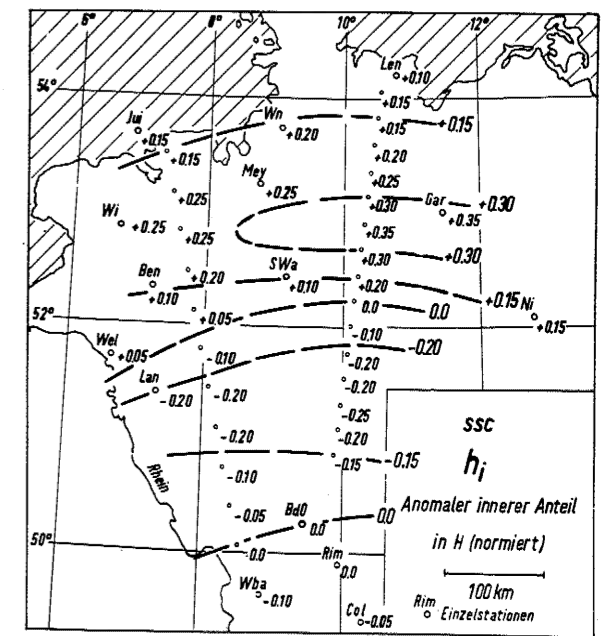 6° 8° 10° 12°
Len
+0.10
54°
+0.15
Jui Wn
+0.15 +0.20 +0.15 +0.15
+0.15
+0.20
Mey
+0.25 +0.25 +0.25
+0.30 Gar +0.30
+0.35
Wi
+0.25 +0.25 +0.35
+0.30 +0.30
Ben SWa
+0.20 +0.10 +0.20
+0.10 +0.15 Ni
0.0 0.0
52° +0.05 +0.15
-0.10
Wel
+0.05 -0.10 -0.20 -0.20
Lan
-0.20 -0.20 -0.20
-0.25
-0.20 -0.20
-0.15 -0.15
Rhein -0.10
-0.05 BdO 0.0
0.0
50° 0.0 Rim
0.0
Wba
-0.10
Col -0.05
ssc
hi
Anomaler innerer Anteil
in H (normiert)
100 km
Rim
Einzelstationen